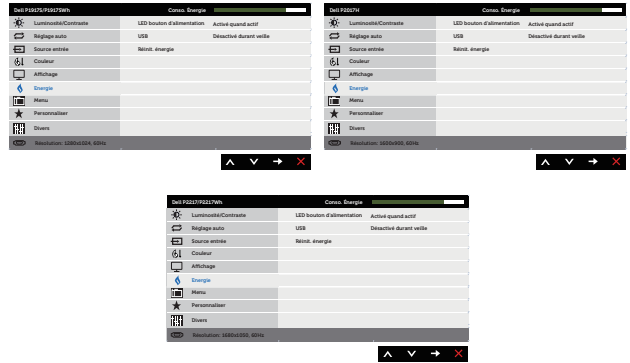 Dell P1917S/P1917SWh Conso. Énergie
Luminosité/Contraste LED bouton d'alimentation Activé quand actif
Réglage auto USB Désactivé durant veille
Source entrée Réinit. énergie
Couleur
Affichage
Energie
Menu
Personnaliser
Divers
Résolution: 1280x1024, 60Hz
Dell P2017H Conso. Énergie
Luminosité/Contraste LED bouton d'alimentation Activé quand actif
Réglage auto USB Désactivé durant veille
Source entrée Réinit. énergie
Couleur
Affichage
Energie
Menu
Personnaliser
Divers
Résolution: 1600x900, 60Hz
Dell P2217/P2217Wh Conso. Énergie
Luminosité/Contraste LED bouton d'alimentation Activé quand actif
Réglage auto USB Désactivé durant veille
Source entrée Réinit. énergie
Couleur
Affichage
Energie
Menu
Personnaliser
Divers
Résolution: 1680x1050, 60Hz